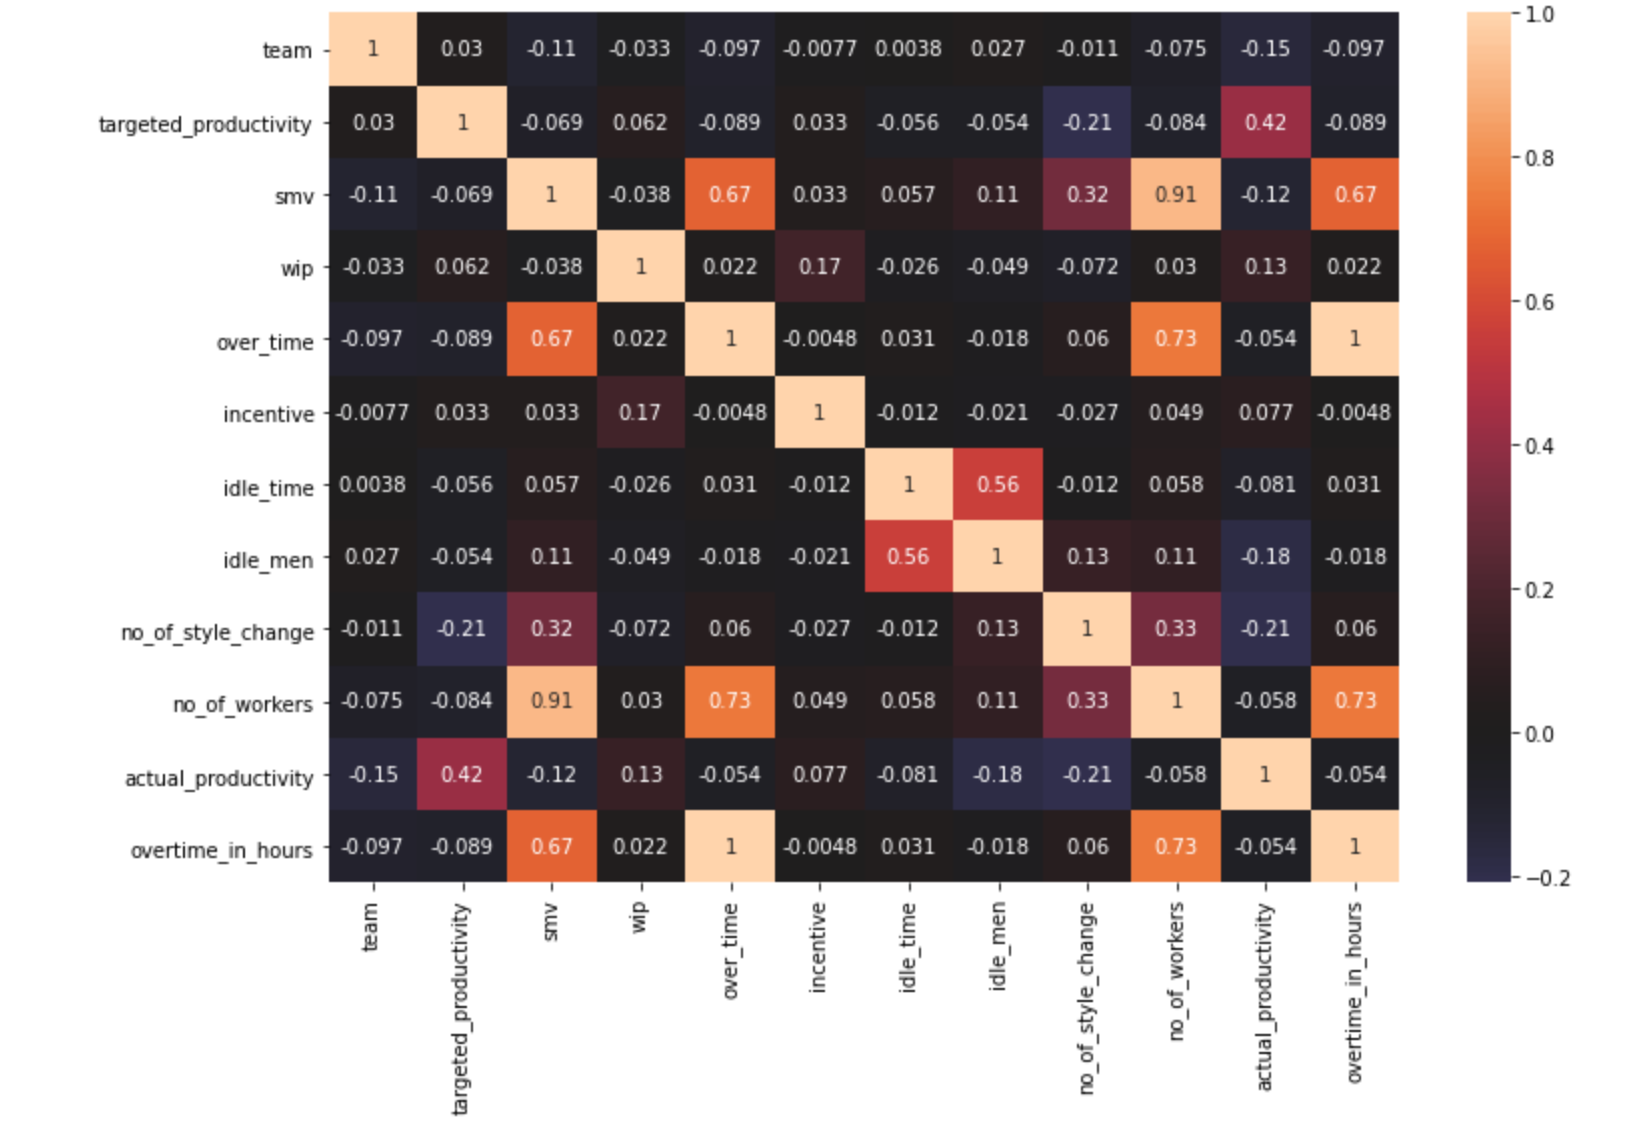 team 1 0.03 -0.11 -0.033 -0.097 -0.0077 0.0038 0.027 -0.011 -0.075 -0.15 -0.097
targeted_productivity 0.03 1 -0.069 0.062 -0.089 0.033 -0.056 -0.054 -0.21 -0.084 0.42 -0.089
smv -0.11 -0.069 1 -0.038 0.67 0.033 0.057 0.11 0.32 0.91 -0.12 0.67
wip -0.033 0.062 -0.038 1 0.022 0.17 -0.026 -0.049 -0.072 0.03 0.13 0.022
over_time -0.097 -0.089 0.67 0.022 1 -0.0048 0.031 -0.018 0.06 0.73 -0.054 1
incentive -0.0077 0.033 0.033 0.17 -0.0048 1 -0.012 -0.021 -0.027 0.049 0.077 -0.0048
idle_time 0.0038 -0.056 0.057 -0.026 0.031 -0.012 1 0.56 -0.012 0.058 -0.081 0.031
idle_men 0.027 -0.054 0.11 -0.049 -0.018 -0.021 0.56 1 0.13 0.11 -0.18 -0.018
no_of_style_change -0.011 -0.21 0.32 -0.072 0.06 -0.027 -0.012 0.13 1 0.33 -0.21 0.06
no_of_workers -0.075 -0.084 0.91 0.03 0.73 0.049 0.058 0.11 0.33 1 -0.058 0.73
actual_productivity -0.15 0.42 -0.12 0.13 -0.054 0.077 -0.081 -0.18 -0.21 -0.058 1 -0.054
overtime_in_hours -0.097 -0.089 0.67 0.022 1 -0.0048 0.031 -0.018 0.06 0.73 -0.054 1
team
targeted_productivity
smv
wip
over_time
incentive
idle_time
idle_men
no_of_style_change
no_of_workers
actual_productivity
overtime_in_hours
1.0
0.8
0.6
0.4
0.2
0.0
−0.2